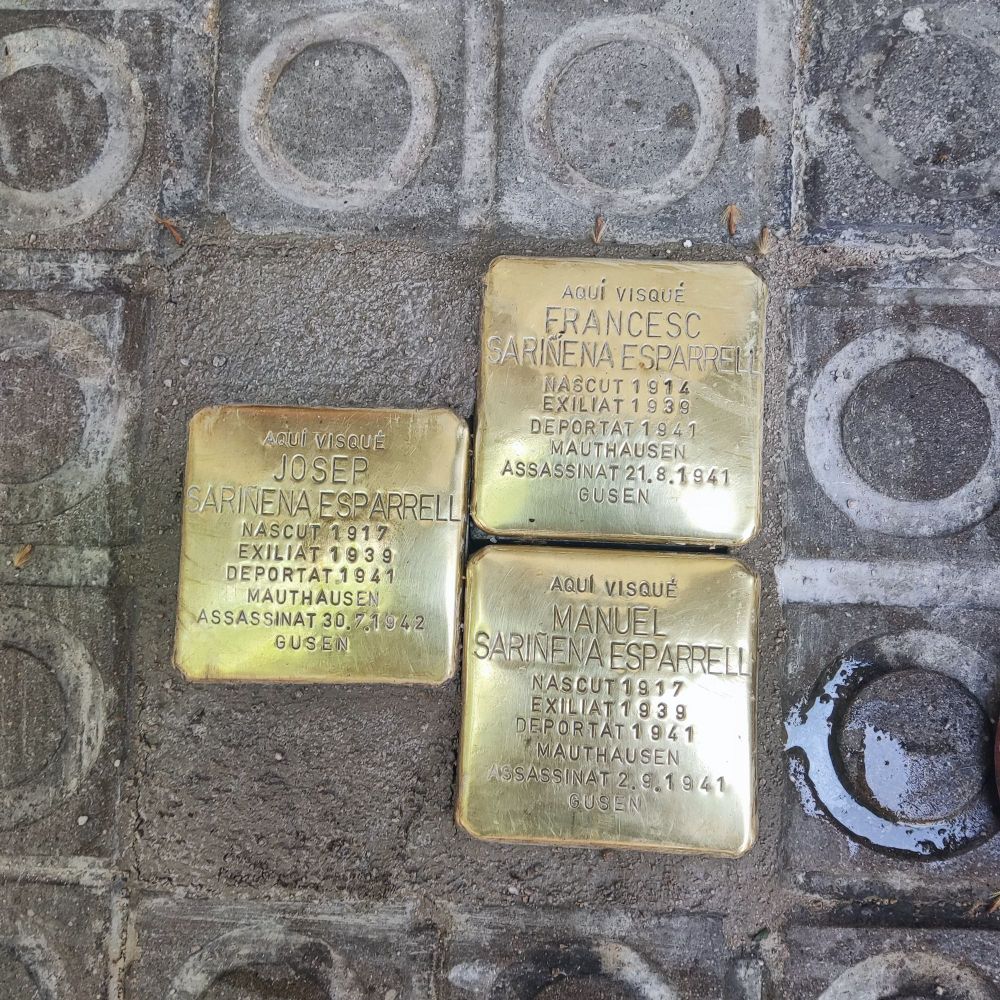 AQUÍ VISQUÉ
FRANCESC
SARIÑENA ESPARRELL
NASCUT 1914
EXILIAT 1939
DEPORTAT 1941
MAUTHAUSEN
ASSASSINAT 21.8.1941
GUSEN
AQUÍ VISQUÉ
JOSEP
SARIÑENA ESPARRELL
NASCUT 1917
EXILIAT 1939
DEPORTAT 1941
MAUTHAUSEN
ASSASSINAT 30.7.1942
GUSEN
AQUÍ VISQUÉ
MANUEL
SARIÑENA ESPARRELL
NASCUT 1917
EXILIAT 1939
DEPORTAT 1941
MAUTHAUSEN
ASSASSINAT 2.9.1941
GUSEN